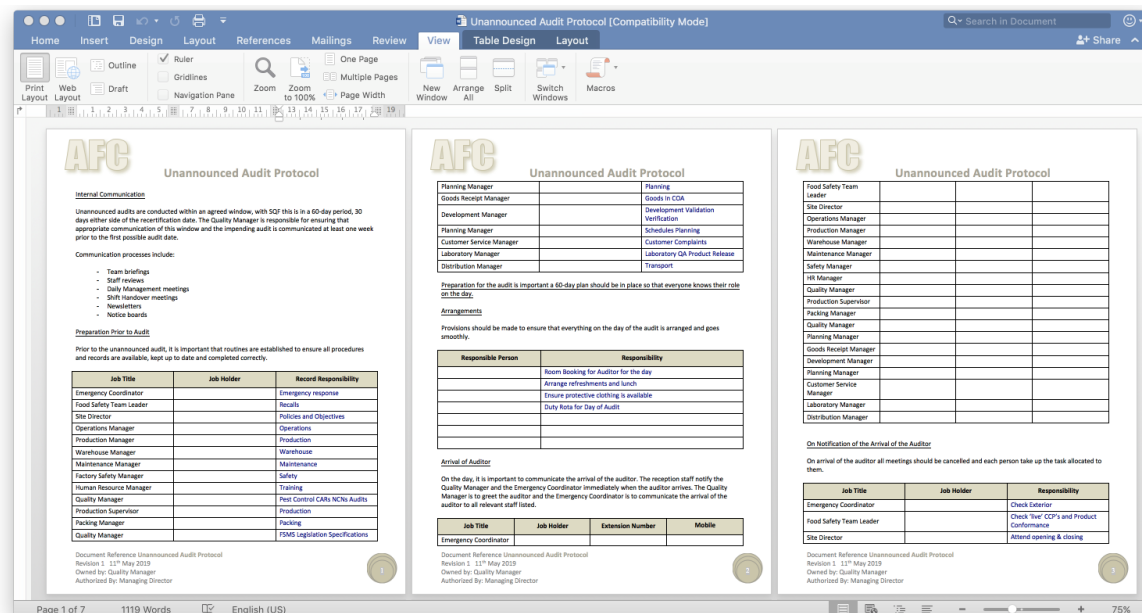 Unannounced Audit Protocol [Compatibility Mode]
Search in Document
Home Insert Design Layout References Mailings Review View Table Design Layout
Share
Print Layout
Web Layout
Outline
Draft
Ruler
Gridlines
Navigation Pane
Zoom
Zoom to 100%
One Page
Multiple Pages
Page Width
New Window
Arrange All
Split
Switch Windows
Macros
1 1 2 3 4 5 7 8 9 10 11 13 14 15 16 17 19
AFC
Unannounced Audit Protocol
Internal Communication
Unannounced audits are conducted within an agreed window, with SQF this is in a 60-day period, 30
days either side of the recertification date. The Quality Manager is responsible for ensuring that
appropriate communication of this window and the impending audit is communicated at least one week
prior to the first possible audit date.
Communication processes include:
- Team briefings
- Staff reviews
- Daily Management meetings
- Shift Handover meetings
- Newsletters
- Notice boards
Preparation Prior to Audit
Prior to the unannounced audit, it is important that routines are established to ensure all procedures
and records are available, kept up to date and completed correctly.
Job Title Job Holder Record Responsibility
Emergency Coordinator Emergency response
Food Safety Team Leader Recalls
Site Director Policies and Objectives
Operations Manager Operations
Production Manager Production
Warehouse Manager Warehouse
Maintenance Manager Maintenance
Factory Safety Manager Safety
Human Resource Manager Training
Quality Manager Pest Control CARs NCNs Audits
Production Supervisor Production
Packing Manager Packing
Quality Manager FSMS Legislation Specifications
Document Reference Unannounced Audit Protocol
Revision 1 11th May 2019
Owned by: Quality Manager
Authorized By: Managing Director
1
AFC
Unannounced Audit Protocol
Planning Manager Planning
Goods Receipt Manager Goods In COA
Development Manager Development Validation
Verification
Planning Manager Schedules Planning
Customer Service Manager Customer Complaints
Laboratory Manager Laboratory QA Product Release
Distribution Manager Transport
Preparation for the audit is important a 60-day plan should be in place so that everyone knows their role
on the day.
Arrangements
Provisions should be made to ensure that everything on the day of the audit is arranged and goes
smoothly.
Responsible Person Responsibility
Room Booking for Auditor for the day
Arrange refreshments and lunch
Ensure protective clothing is available
Duty Rota for Day of Audit
Arrival of Auditor
On the day, it is important to communicate the arrival of the auditor. The reception staff notify the
Quality Manager and the Emergency Coordinator immediately when the auditor arrives. The Quality
Manager is to greet the auditor and the Emergency Coordinator is to communicate the arrival of the
auditor to all relevant staff listed.
Job Title Job Holder Extension Number Mobile
Emergency Coordinator
Document Reference Unannounced Audit Protocol
Revision 1 11th May 2019
Owned by: Quality Manager
Authorized By: Managing Director
2
AFC
Unannounced Audit Protocol
Food Safety Team
Leader
Site Director
Operations Manager
Production Manager
Warehouse Manager
Maintenance Manager
Safety Manager
HR Manager
Quality Manager
Production Supervisor
Packing Manager
Quality Manager
Planning Manager
Goods Receipt Manager
Development Manager
Planning Manager
Customer Service
Manager
Laboratory Manager
Distribution Manager
On Notification of the Arrival of the Auditor
On arrival of the auditor all meetings should be cancelled and each person take up the task allocated to
them.
Job Title Job Holder Responsibility
Emergency Coordinator Check Exterior
Food Safety Team Leader Check 'live' CCP's and Product
Conformance
Site Director Attend opening & closing
Document Reference Unannounced Audit Protocol
Revision 1 11th May 2019
Owned by: Quality Manager
Authorized By: Managing Director
3
Page 1 of 7 1119 Words English (US) 75%